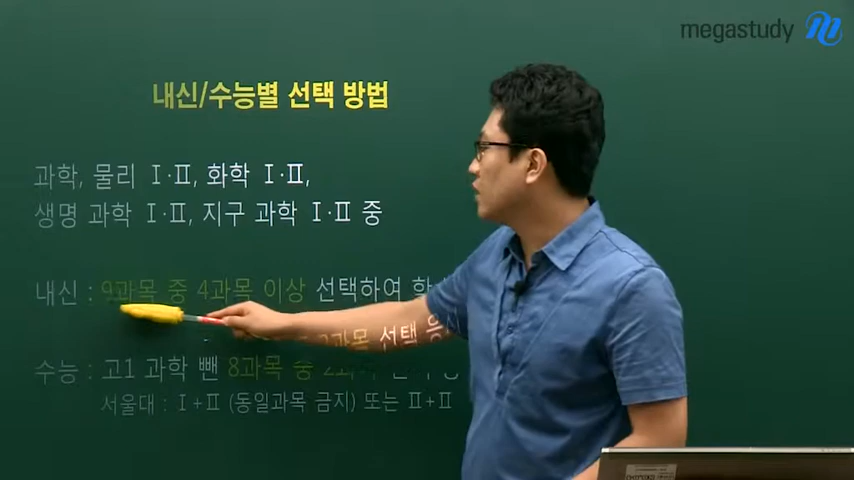 megastudy
내신/수능별 선택 방법
과학, 물리 Ⅰ·Ⅱ, 화학 Ⅰ·Ⅱ,
생명 과학 Ⅰ·Ⅱ, 지구 과학 Ⅰ·Ⅱ 중
내신 : 9과목 중 4과목 이상 선택하여
선택
수능 : 고1 과학 뺀 8과목 중
서울대 : Ⅰ+Ⅱ (동일과목 금지) 또는 Ⅱ+Ⅱ